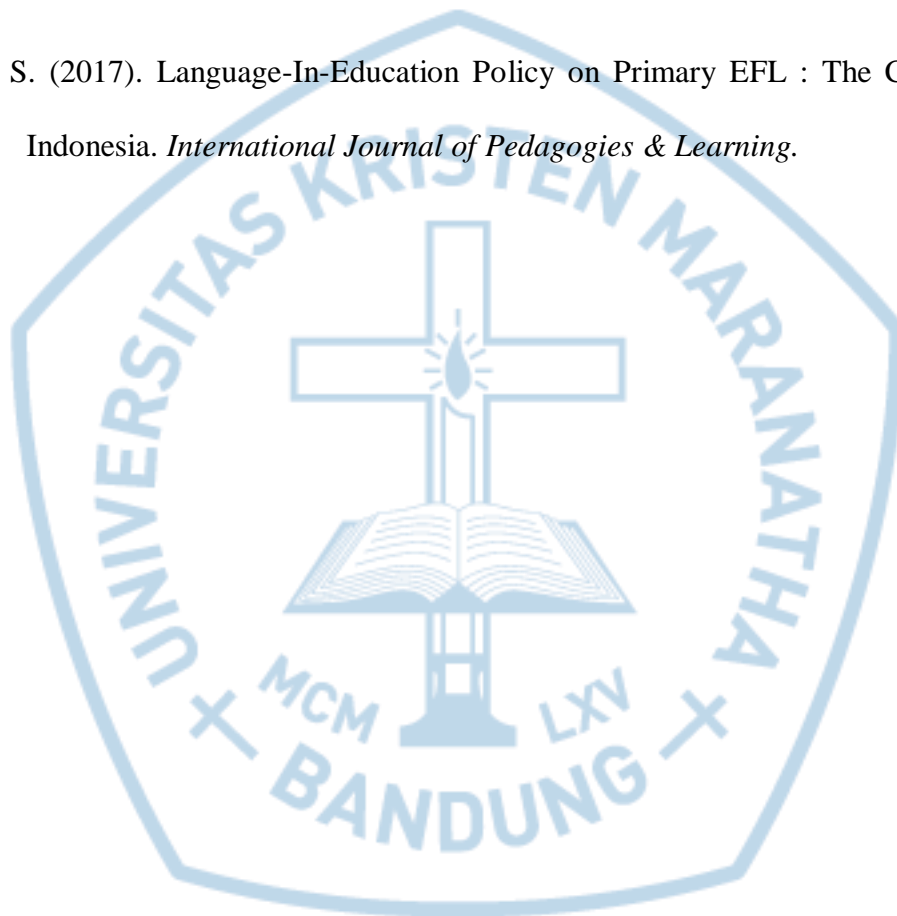 S. (2017). Language-In-Education Policy on Primary EFL : The
Indonesia. International Journal of Pedagogies & Learning.
UNIVERSITAS KRISTEN MARANATHA
MCM LXV
BANDUNG